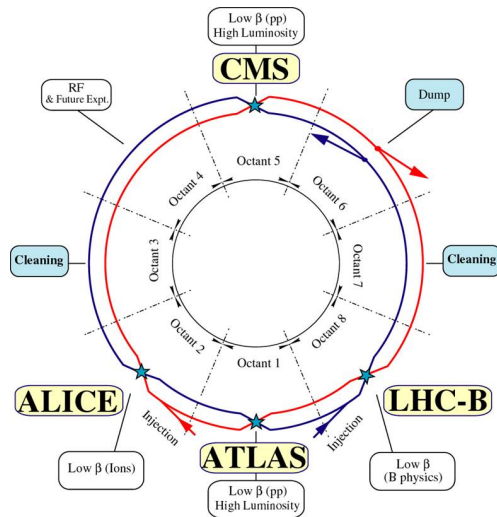 Low β (pp)
High Luminosity
CMS
RF
& Future Expt.
Dump
Octant 5
Octant 4
Octant 6
Cleaning
Octant 3
Octant 7
Cleaning
Octant 2
Octant 8
Octant 1
ALICE
LHC-B
Injection
Injection
ATLAS
Low β (Ions)
Low β
(B physics)
Low β (pp)
High Luminosity